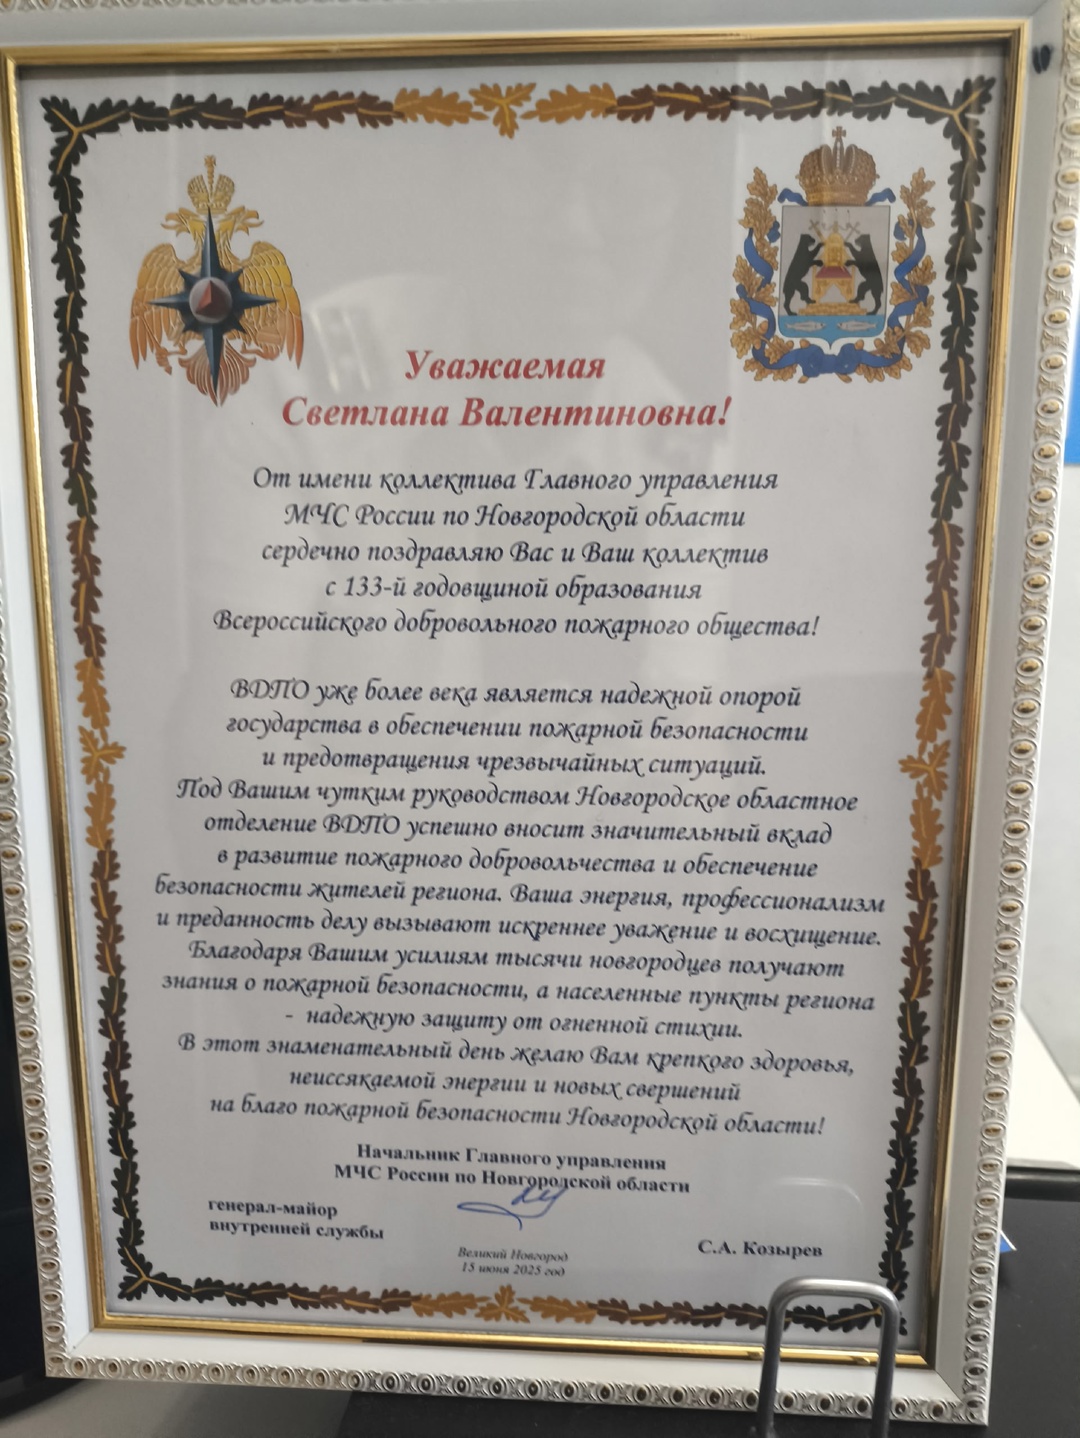 Уважаемая
Светлана Валентиновна!
От имени коллектива Главного управления
МЧС России по Новгородской области
сердечно поздравляю Вас и Ваш коллектив
с 133-й годовщиной образования
Всероссийского добровольного пожарного общества!
ВДПО уже более века является надежной опорой
государства в обеспечении пожарной безопасности
и предотвращения чрезвычайных ситуаций.
Под Вашим чутким руководством Новгородское областное
отделение ВДПО успешно вносит значительный вклад
в развитие пожарного добровольчества и обеспечение
безопасности жителей региона. Ваша энергия, профессионализм
и преданность делу вызывают искреннее уважение и восхищение.
Благодаря Вашим усилиям тысячи новгородцев получают
знания о пожарной безопасности, а населенные пункты региона
- надежную защиту от огненной стихии.
В этот знаменательный день желаю Вам крепкого здоровья,
неиссякаемой энергии и новых свершений
на благо пожарной безопасности Новгородской области!
Начальник Главного управления
МЧС России по Новгородской области
генерал-майор
внутренней службы
С.А. Козырев
Великий Новгород
15 июня 2025 год